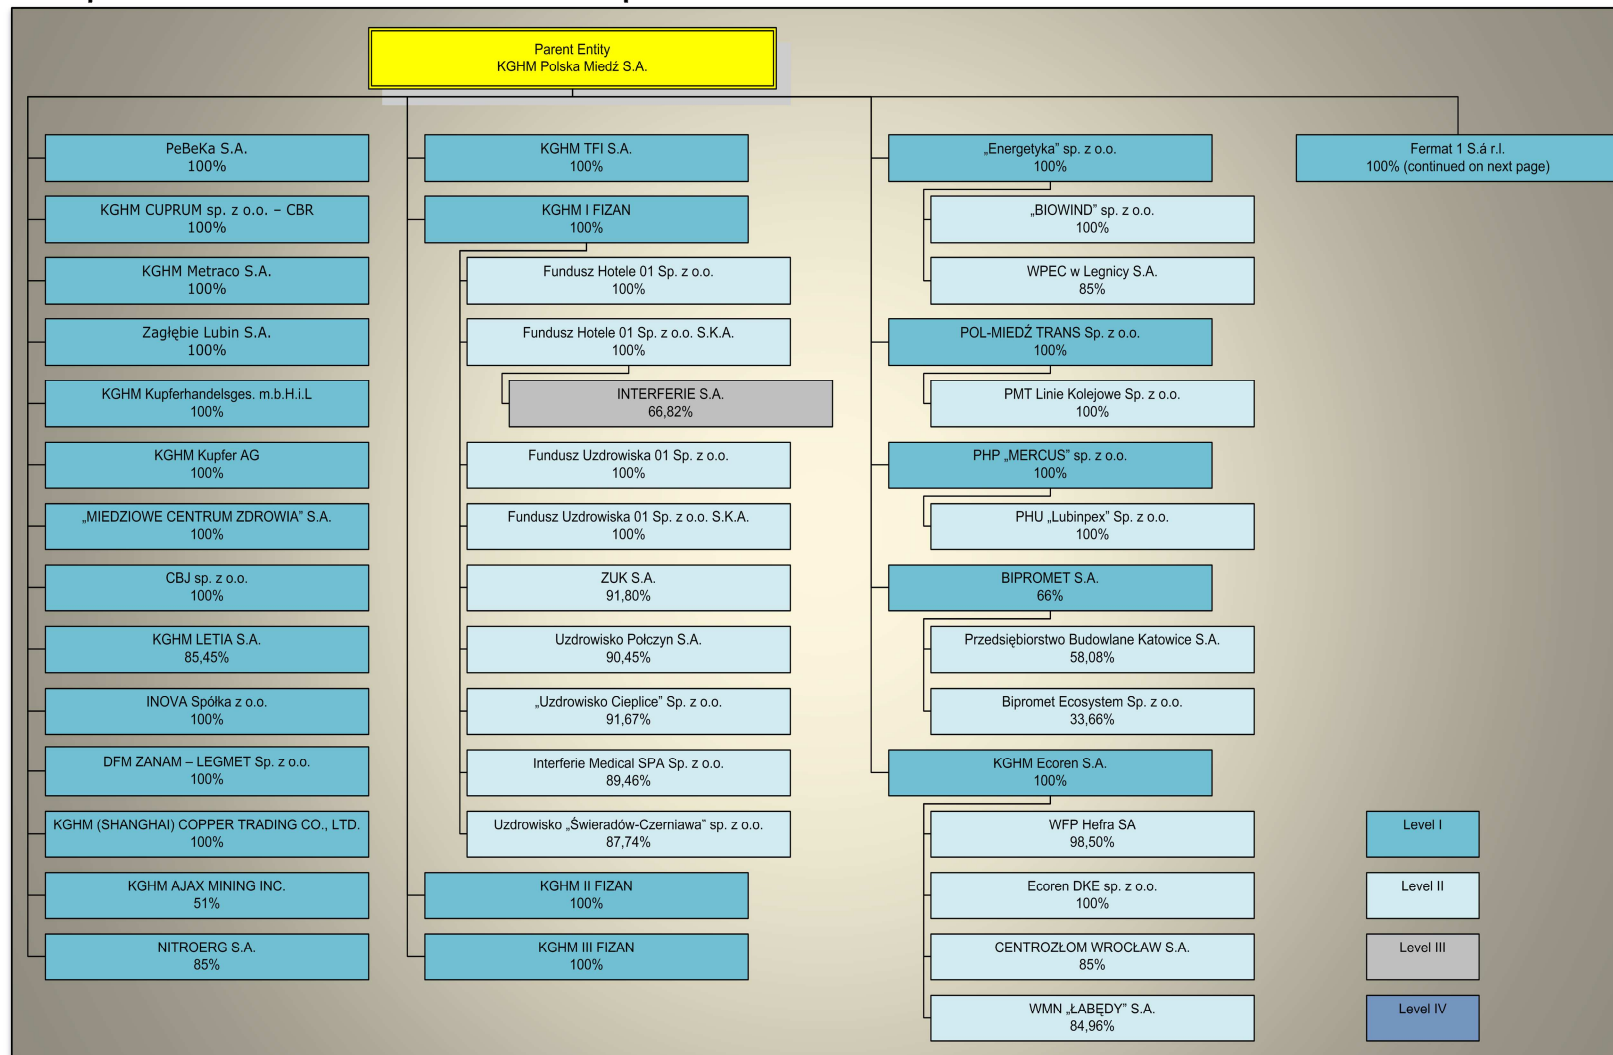 Parent Entity
KGHM Polska Miedź S.A.
PeBeKa S.A.
100%
KGHM CUPRUM sp. z o.o. – CBR
100%
KGHM Metraco S.A.
100%
Zagłębie Lubin S.A.
100%
KGHM Kupferhandelsges. m.b.H.i.L
100%
KGHM Kupfer AG
100%
„MIEDZIOWE CENTRUM ZDROWIA” S.A.
100%
CBJ sp. z o.o.
100%
KGHM LETIA S.A.
85,45%
INOVA Spółka z o.o.
100%
DFM ZANAM – LEGMET Sp. z o.o.
100%
KGHM (SHANGHAI) COPPER TRADING CO., LTD.
100%
KGHM AJAX MINING INC.
51%
NITROERG S.A.
85%
KGHM TFI S.A.
100%
KGHM I FIZAN
100%
Fundusz Hotele 01 Sp. z o.o.
100%
Fundusz Hotele 01 Sp. z o.o. S.K.A.
100%
INTERFERIE S.A.
66,82%
Fundusz Uzdrowiska 01 Sp. z o.o.
100%
Fundusz Uzdrowiska 01 Sp. z o.o. S.K.A.
100%
ZUK S.A.
91,80%
Uzdrowisko Połczyn S.A.
90,45%
„Uzdrowisko Cieplice” Sp. z o.o.
91,67%
Interferie Medical SPA Sp. z o.o.
89,46%
Uzdrowisko „Świeradów-Czerniawa” sp. z o.o.
87,74%
KGHM II FIZAN
100%
KGHM III FIZAN
100%
„Energetyka” sp. z o.o.
100%
„BIOWIND” sp. z o.o.
100%
WPEC w Legnicy S.A.
85%
POL-MIEDŹ TRANS Sp. z o.o.
100%
PMT Linie Kolejowe Sp. z o.o.
100%
PHP „MERCUS” sp. z o.o.
100%
PHU „Lubinpex” Sp. z o.o.
100%
BIPROMET S.A.
66%
Przedsiębiorstwo Budowlane Katowice S.A.
58,08%
Bipromet Ecosystem Sp. z o.o.
33,66%
KGHM Ecoren S.A.
100%
WFP Hefra SA
98,50%
Ecoren DKE sp. z o.o.
100%
CENTROZŁOM WROCŁAW S.A.
85%
WMN „ŁABĘDY” S.A.
84,96%
Fermat 1 S.á r.l.
100% (continued on next page)
Level I
Level II
Level III
Level IV